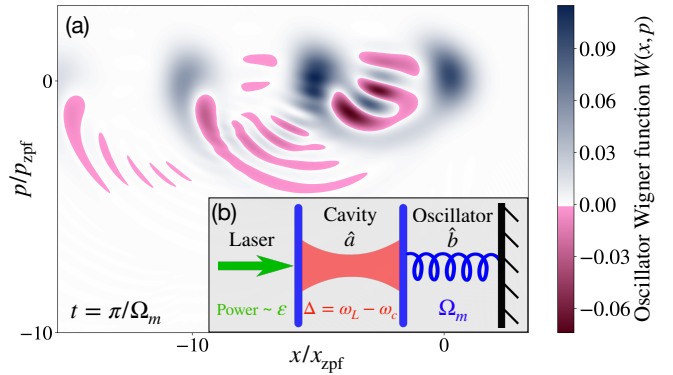 (a)
0
-10
p/p_zpf
t = π/Ω_m
-10
0
x/x_zpf
(b)
Laser
Cavity
Oscillator
â
b̂
Power ~ ε
Δ = ω_L − ω_c
Ω_m
0.09
0.06
0.03
0.00
-0.03
-0.06
Oscillator Wigner function W(x, p)